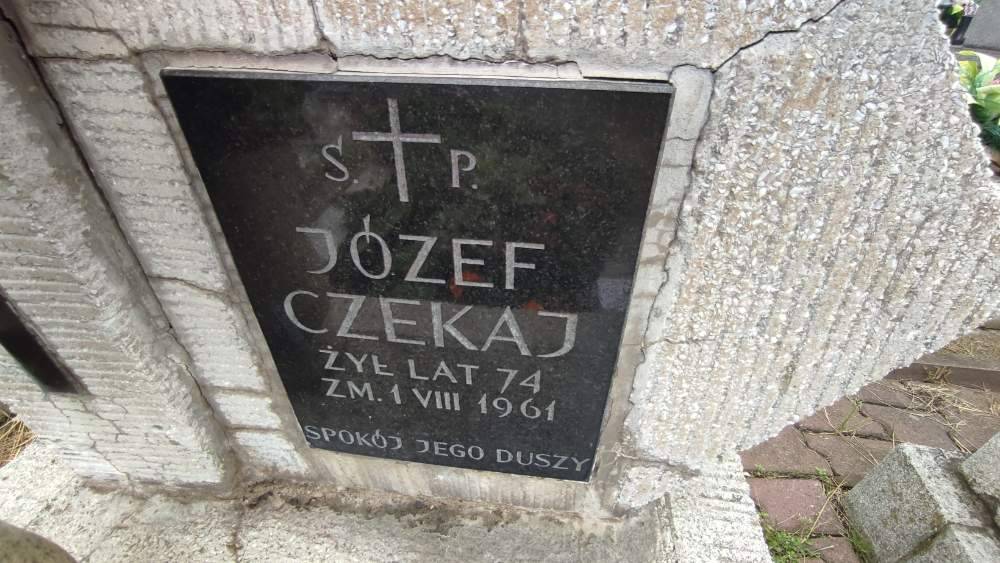 Ś. P.
JÓZEF
CZEKAJ
ŻYŁ LAT 74
ZM. 1 VIII 1961
SPOKÓJ JEGO DUSZY